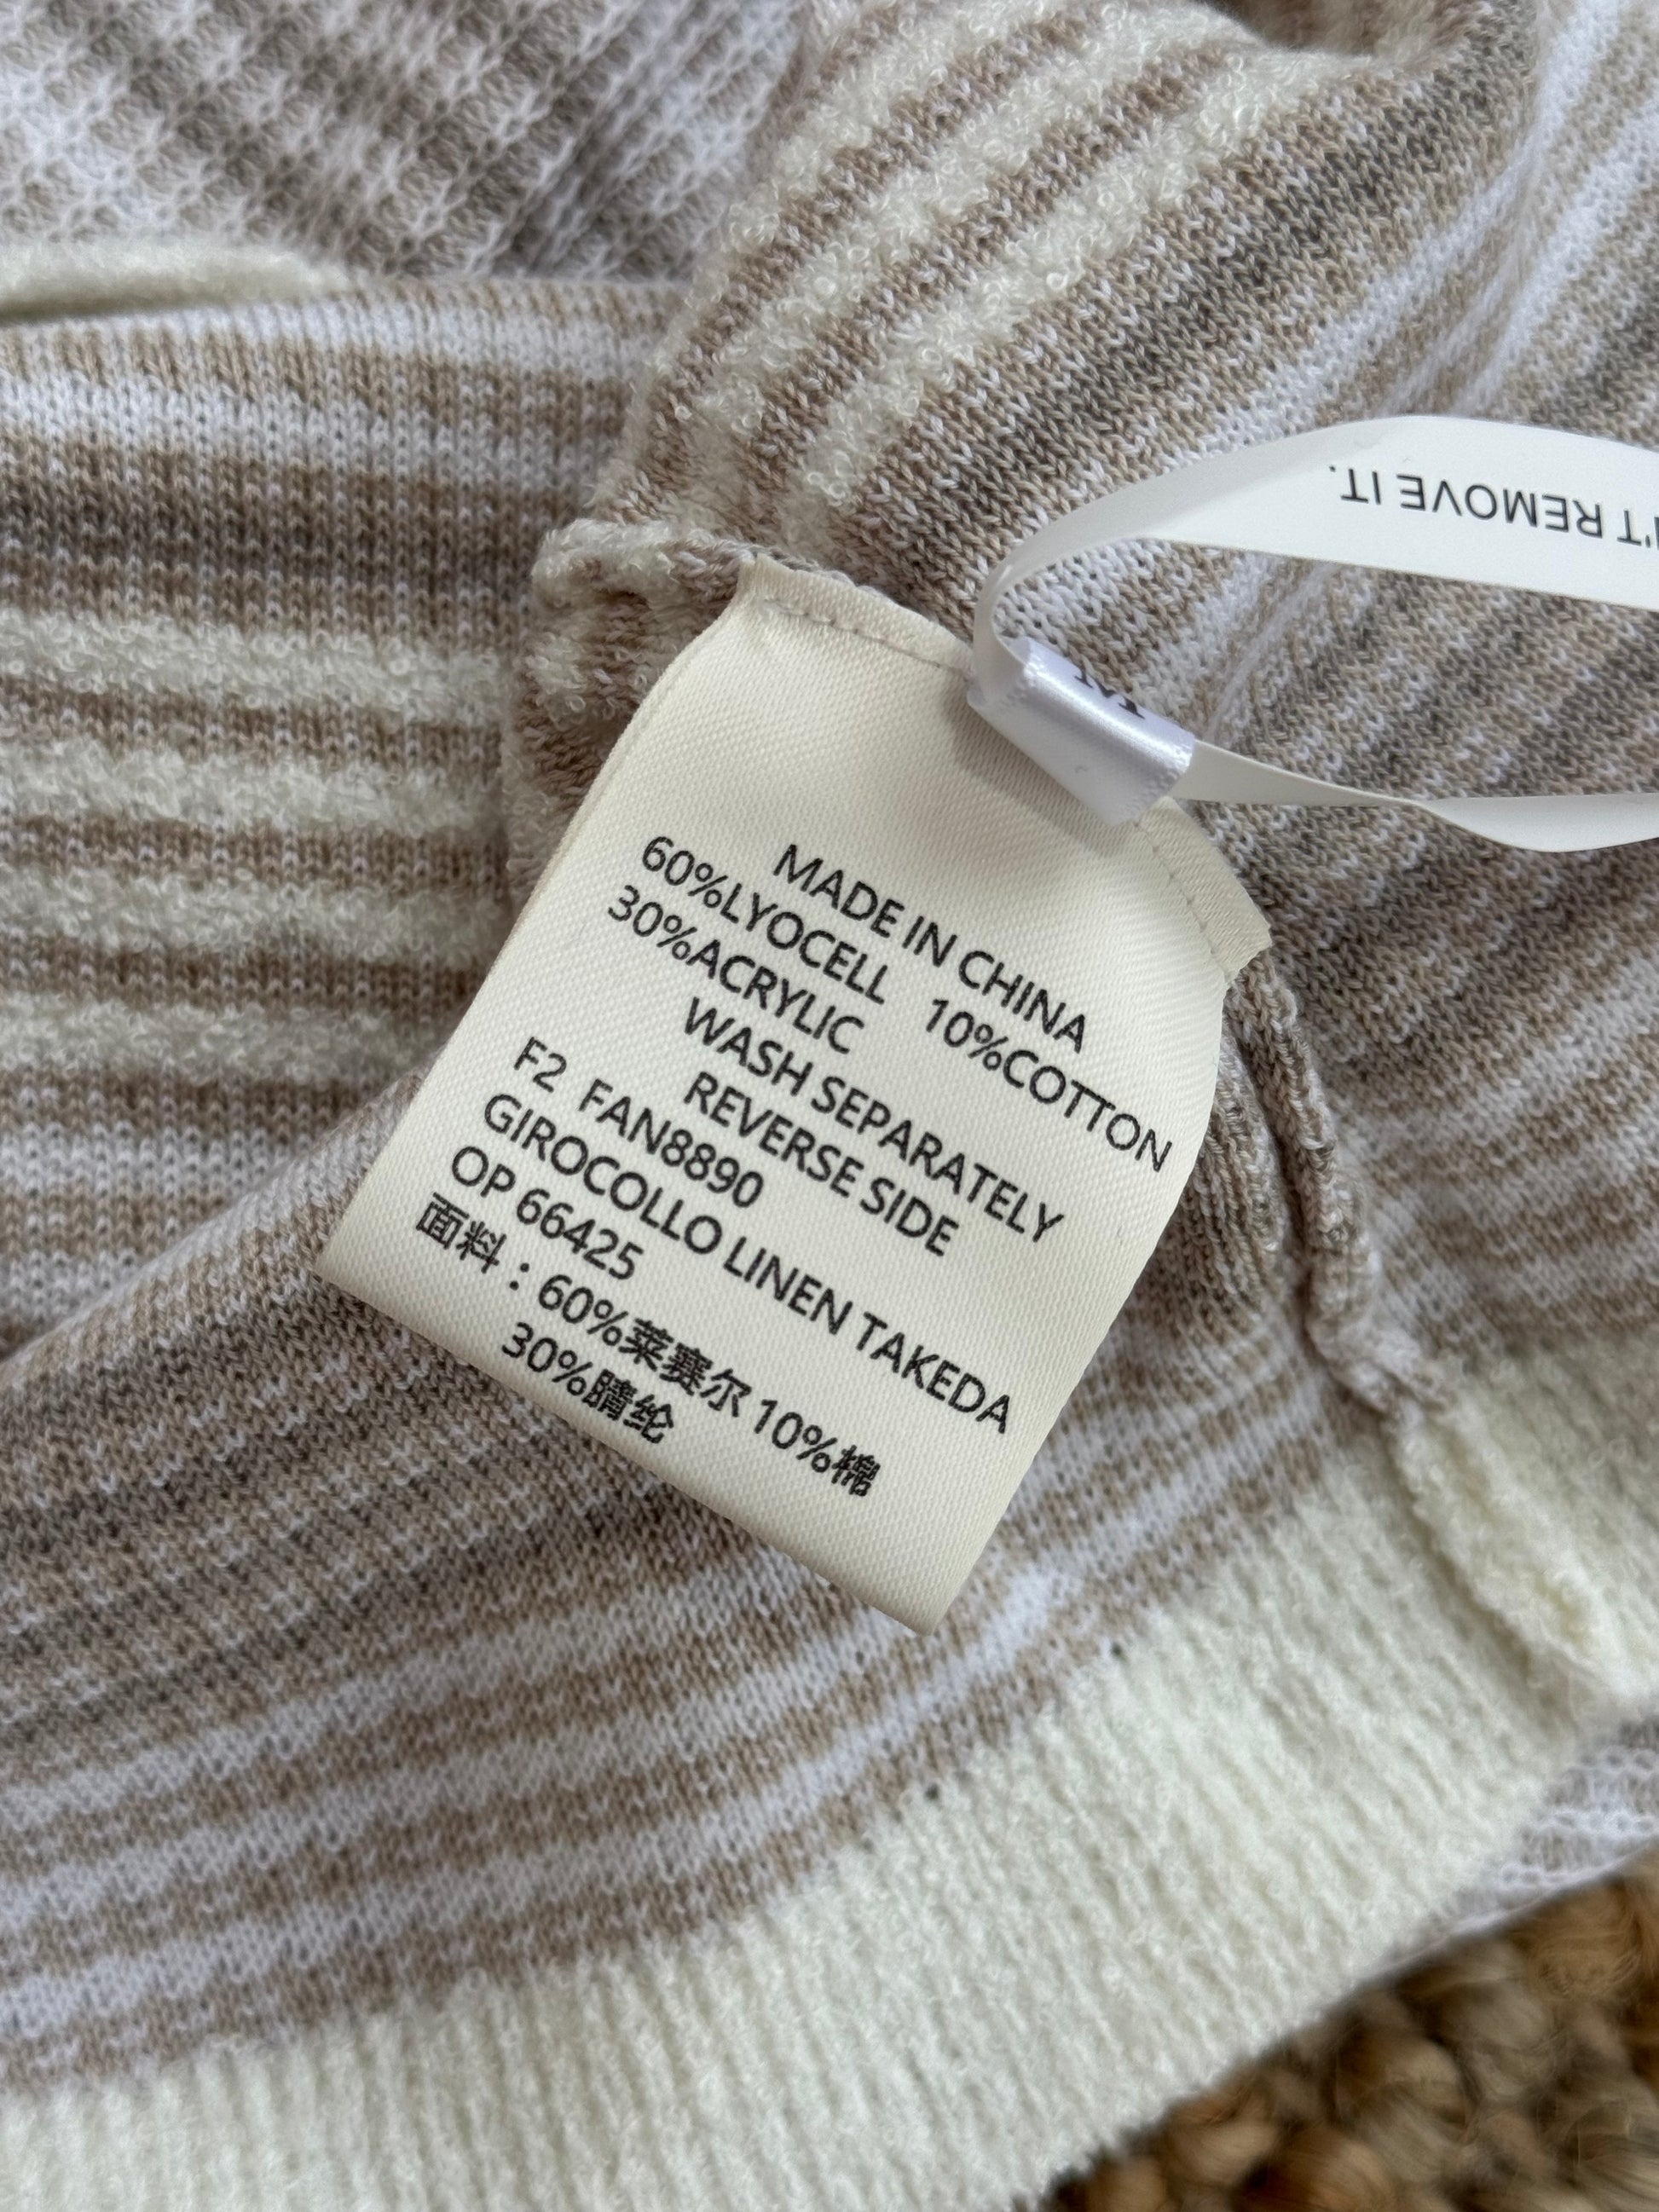 'T REMOVE IT.
MADE IN CHINA
60%LYOCELL 10%COTTON
30%ACRYLIC
WASH SEPARATELY
REVERSE SIDE
F2 FAN8890
GIROCOLLO LINEN TAKEDA
OP 66425
面料：60%莱赛尔 10%棉
30%腈纶